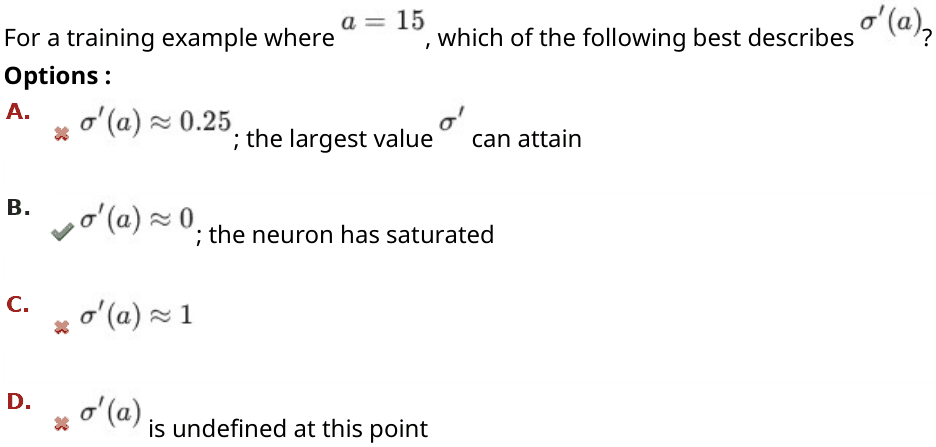 For a training example where a = 15, which of the following best describes σ′(a)?
Options :
A. σ′(a) ≈ 0.25; the largest value σ′ can attain
B. σ′(a) ≈ 0; the neuron has saturated
C. σ′(a) ≈ 1
D. σ′(a) is undefined at this point